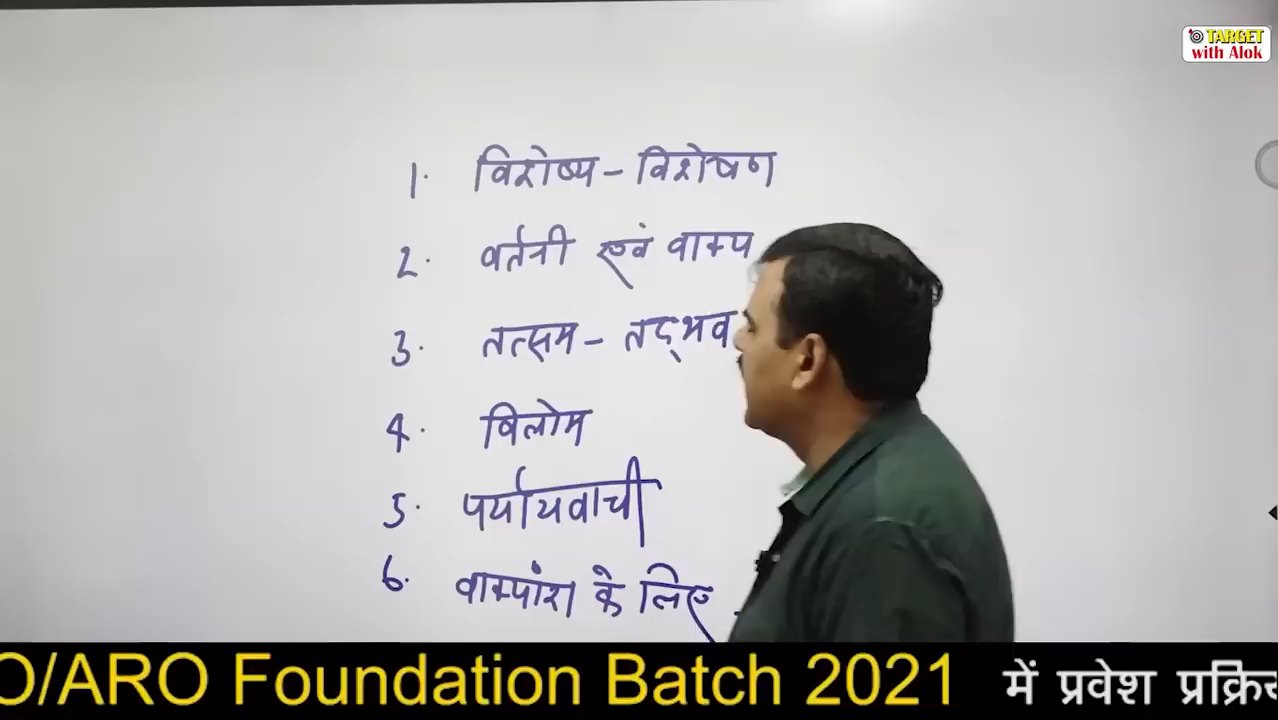 TARGET
with Alok
1. विशेष्य - विशेषण
2. वर्तनी एवं वाक्य
3. तत्सम - तद्भव
4. विलोम
5. पर्यायवाची
6. वाक्यांश के लिए
O/ARO Foundation Batch 2021 में प्रवेश प्रक्रिय